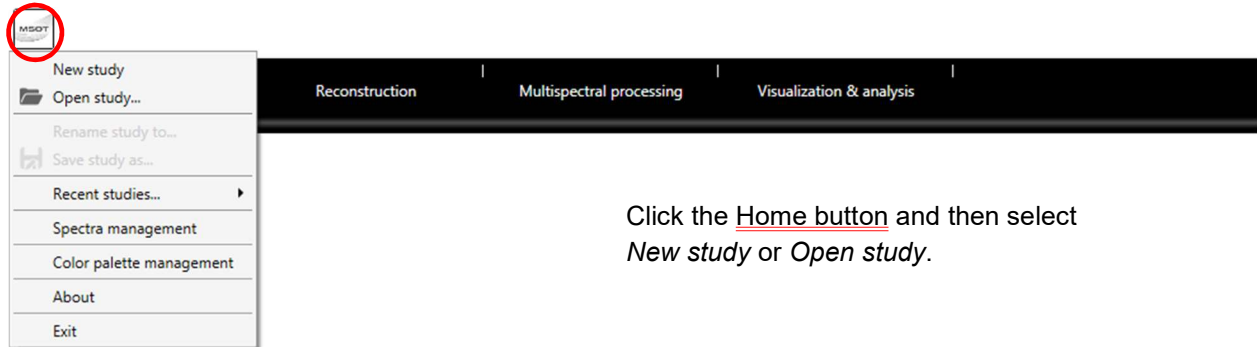 MSOT
New study
Open study...
Rename study to...
Save study as...
Recent studies...
Spectra management
Color palette management
About
Exit
Reconstruction
Multispectral processing
Visualization & analysis
Click the Home button and then select
New study or Open study.